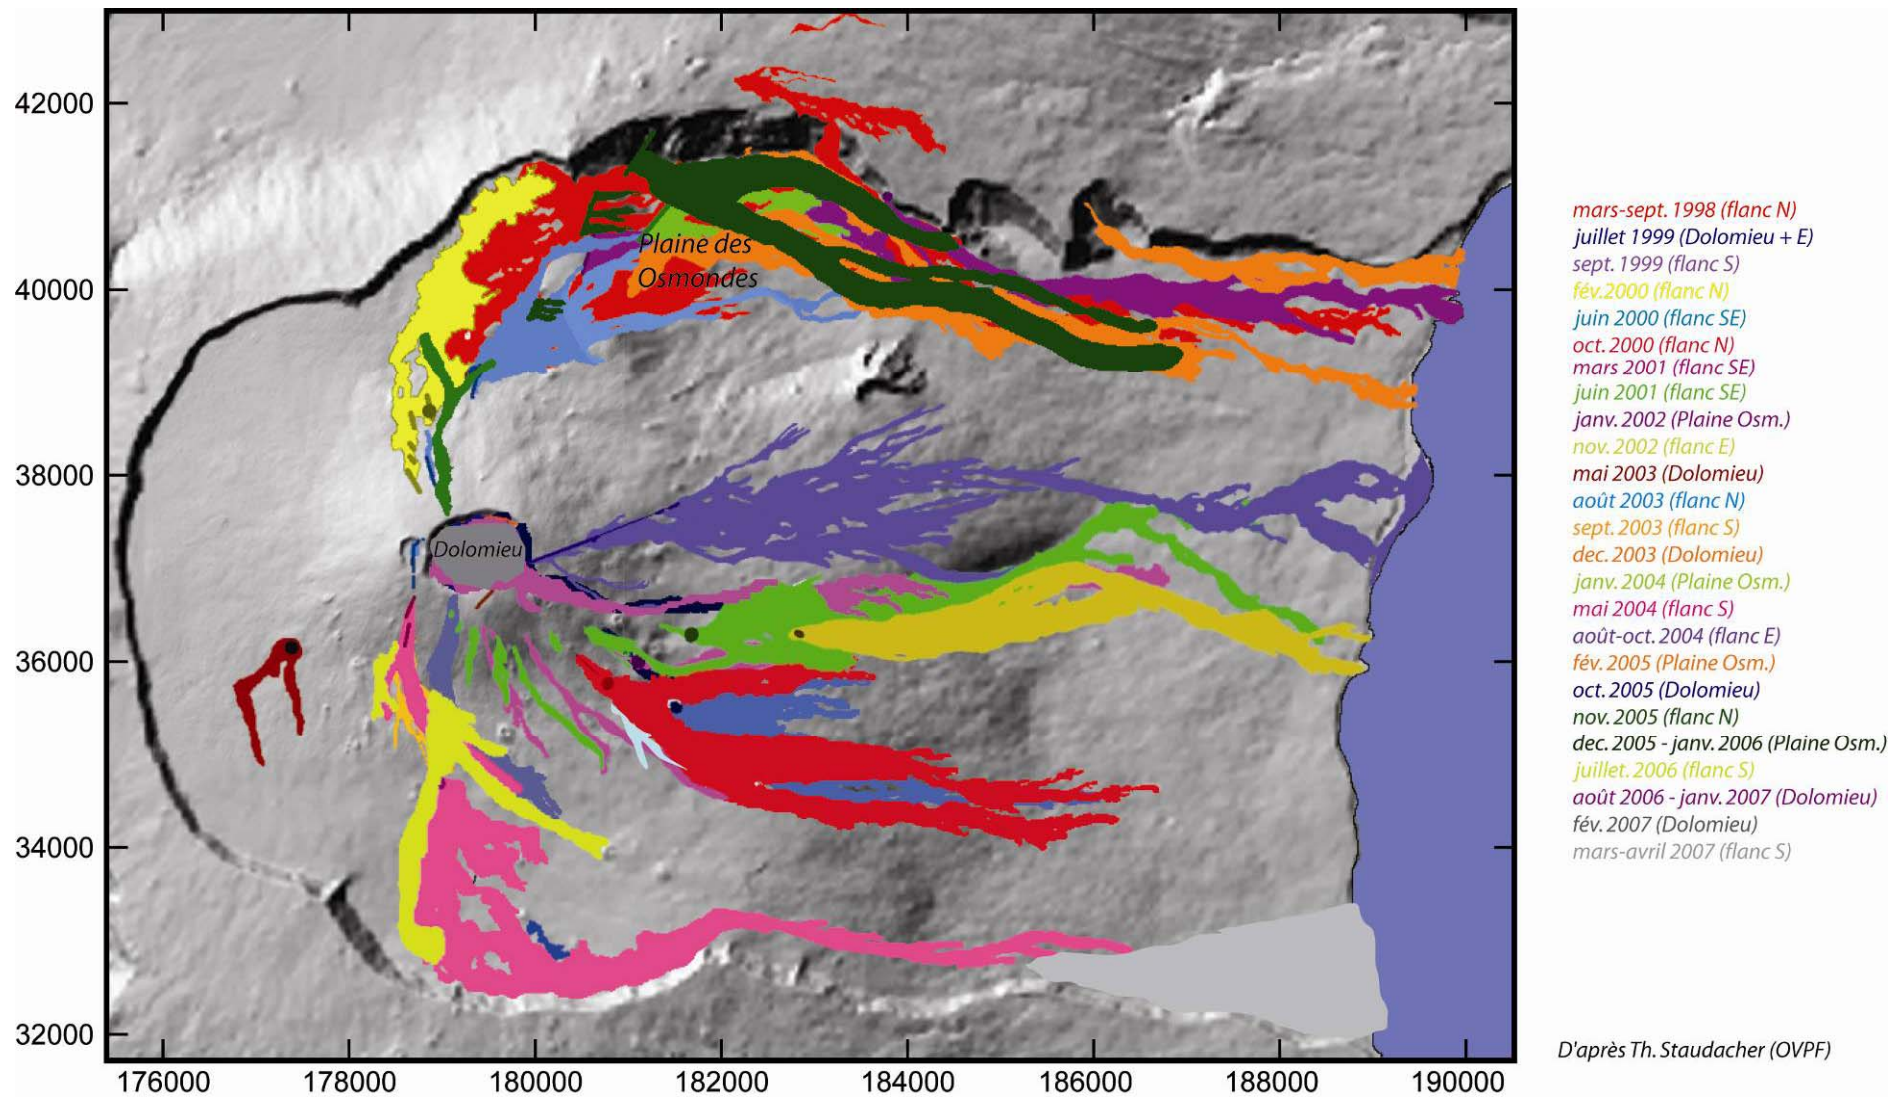 42000
40000
38000
36000
34000
32000
176000 178000 180000 182000 184000 186000 188000 190000
Plaine des
Osmondes
Dolomieu
mars-sept. 1998 (flanc N)
juillet 1999 (Dolomieu + E)
sept. 1999 (flanc S)
fév.2000 (flanc N)
juin 2000 (flanc SE)
oct. 2000 (flanc N)
mars 2001 (flanc SE)
juin 2001 (flanc SE)
janv. 2002 (Plaine Osm.)
nov. 2002 (flanc E)
mai 2003 (Dolomieu)
août 2003 (flanc N)
sept. 2003 (flanc S)
dec. 2003 (Dolomieu)
janv. 2004 (Plaine Osm.)
mai 2004 (flanc S)
août-oct. 2004 (flanc E)
fév. 2005 (Plaine Osm.)
oct. 2005 (Dolomieu)
nov. 2005 (flanc N)
dec. 2005 - janv. 2006 (Plaine Osm.)
juillet. 2006 (flanc S)
août 2006 - janv. 2007 (Dolomieu)
fév. 2007 (Dolomieu)
mars-avril 2007 (flanc S)
D'après Th. Staudacher (OVPF)